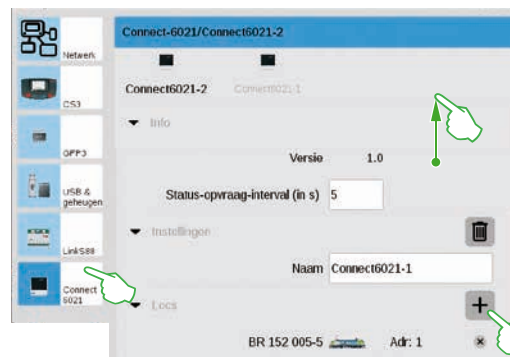 Connect-6021/Connect6021-2
Netwerk
CS3
GFP3
USB & geheugen
LinkS88
Connect 6021
Connect6021-2
Connect6021-1
Info
Versie 1.0
Status-opvraag-interval (in s) 5
Instellingen
Naam Connect6021-1
Locs
BR 152 005-5 Adr: 1